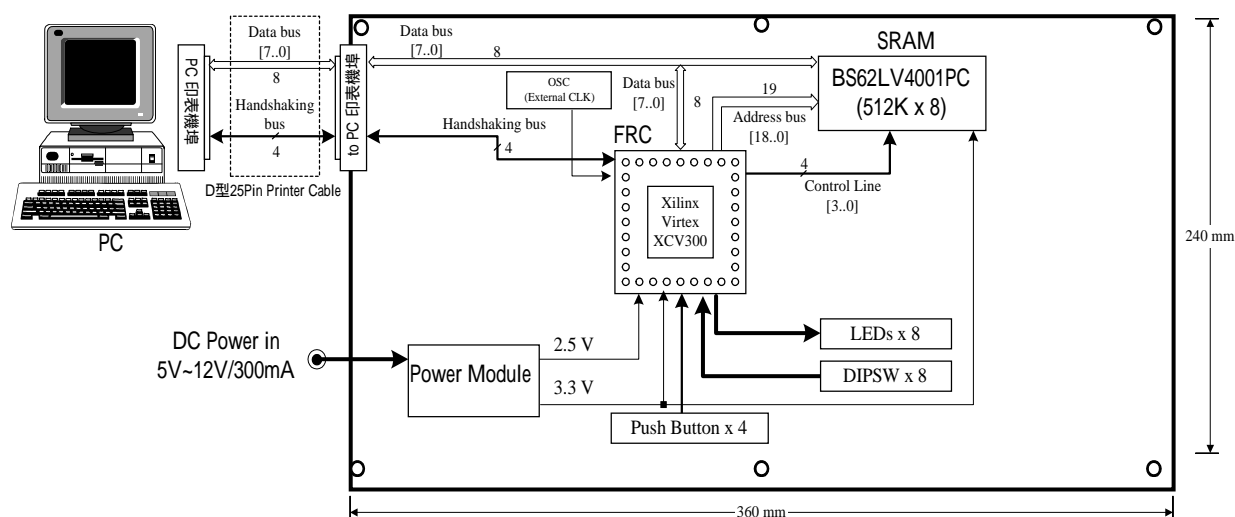 Data bus
[7..0]
8
Handshaking
bus
4
PC 印表機埠
to PC 印表機埠
D型25Pin Printer Cable
PC
Data bus
[7..0]
8
OSC
(External CLK)
Handshaking bus
4
Data bus
[7..0]
8
FRC
Xilinx
Virtex
XCV300
19
Address bus
[18..0]
SRAM
BS62LV4001PC
(512K x 8)
4
Control Line
[3..0]
240 mm
DC Power in
5V~12V/300mA
Power Module
2.5 V
3.3 V
LEDs x 8
DIPSW x 8
Push Button x 4
360 mm